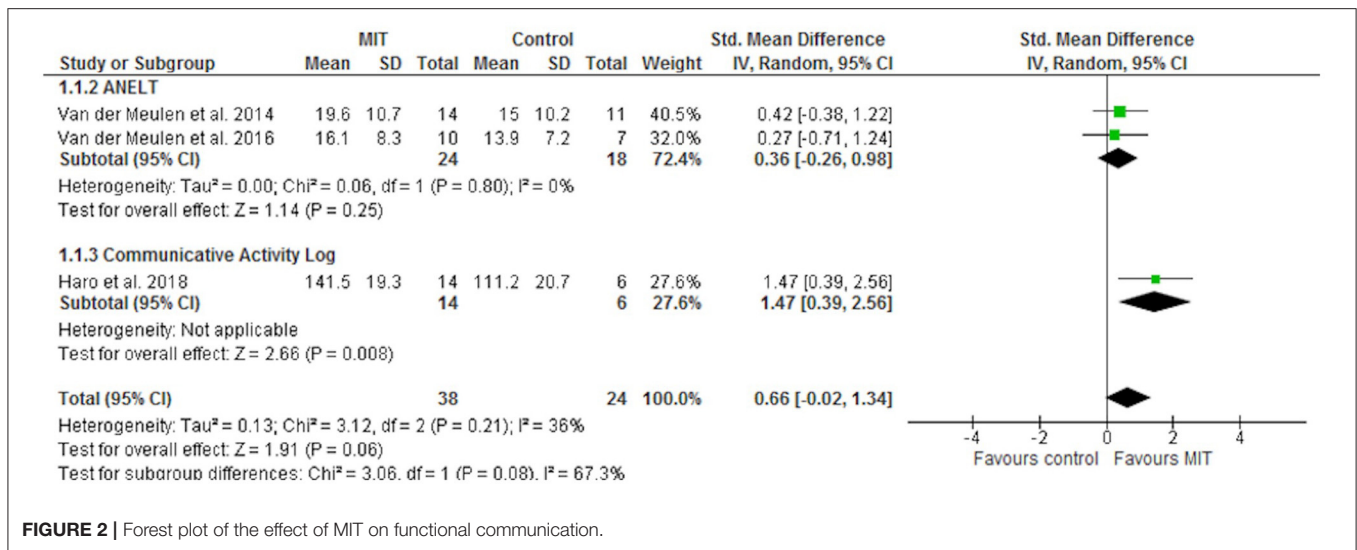 MIT Control Std. Mean Difference Std. Mean Difference
Study or Subgroup Mean SD Total Mean SD Total Weight IV, Random, 95% CI IV, Random, 95% CI
1.1.2 ANELT
Van der Meulen et al. 2014 19.6 10.7 14 15 10.2 11 40.5% 0.42 [-0.38, 1.22]
Van der Meulen et al. 2016 16.1 8.3 10 13.9 7.2 7 32.0% 0.27 [-0.71, 1.24]
Subtotal (95% CI) 24 18 72.4% 0.36 [-0.26, 0.98]
Heterogeneity: Tau² = 0.00; Chi² = 0.06, df = 1 (P = 0.80); I² = 0%
Test for overall effect: Z = 1.14 (P = 0.25)
1.1.3 Communicative Activity Log
Haro et al. 2018 141.5 19.3 14 111.2 20.7 6 27.6% 1.47 [0.39, 2.56]
Subtotal (95% CI) 14 6 27.6% 1.47 [0.39, 2.56]
Heterogeneity: Not applicable
Test for overall effect: Z = 2.66 (P = 0.008)
Total (95% CI) 38 24 100.0% 0.66 [-0.02, 1.34]
Heterogeneity: Tau² = 0.13; Chi² = 3.12, df = 2 (P = 0.21); I² = 36%
Test for overall effect: Z = 1.91 (P = 0.06)
Test for subgroup differences: Chi² = 3.06, df = 1 (P = 0.08), I² = 67.3%
-4 -2 0 2 4
Favours control Favours MIT
FIGURE 2 | Forest plot of the effect of MIT on functional communication.